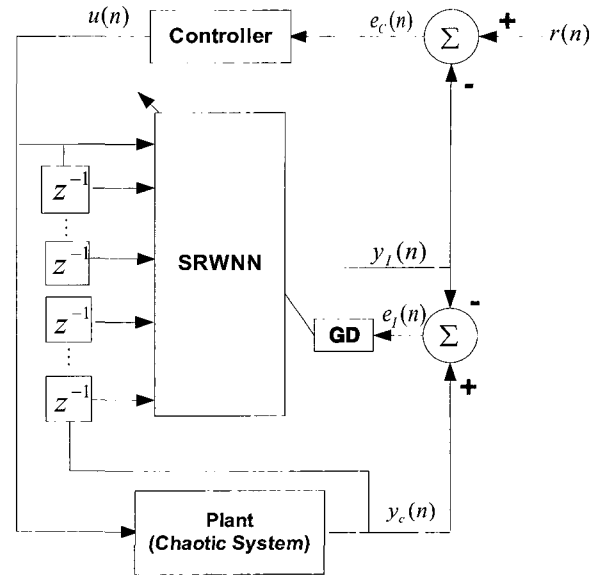 u(n)
Controller
e_C(n)
Σ
+
r(n)
-
z^{-1}
⋮
z^{-1}
SRWNN
y_I(n)
z^{-1}
GD
e_I(n)
-
Σ
⋮
z^{-1}
+
Plant
(Chaotic System)
y_c(n)